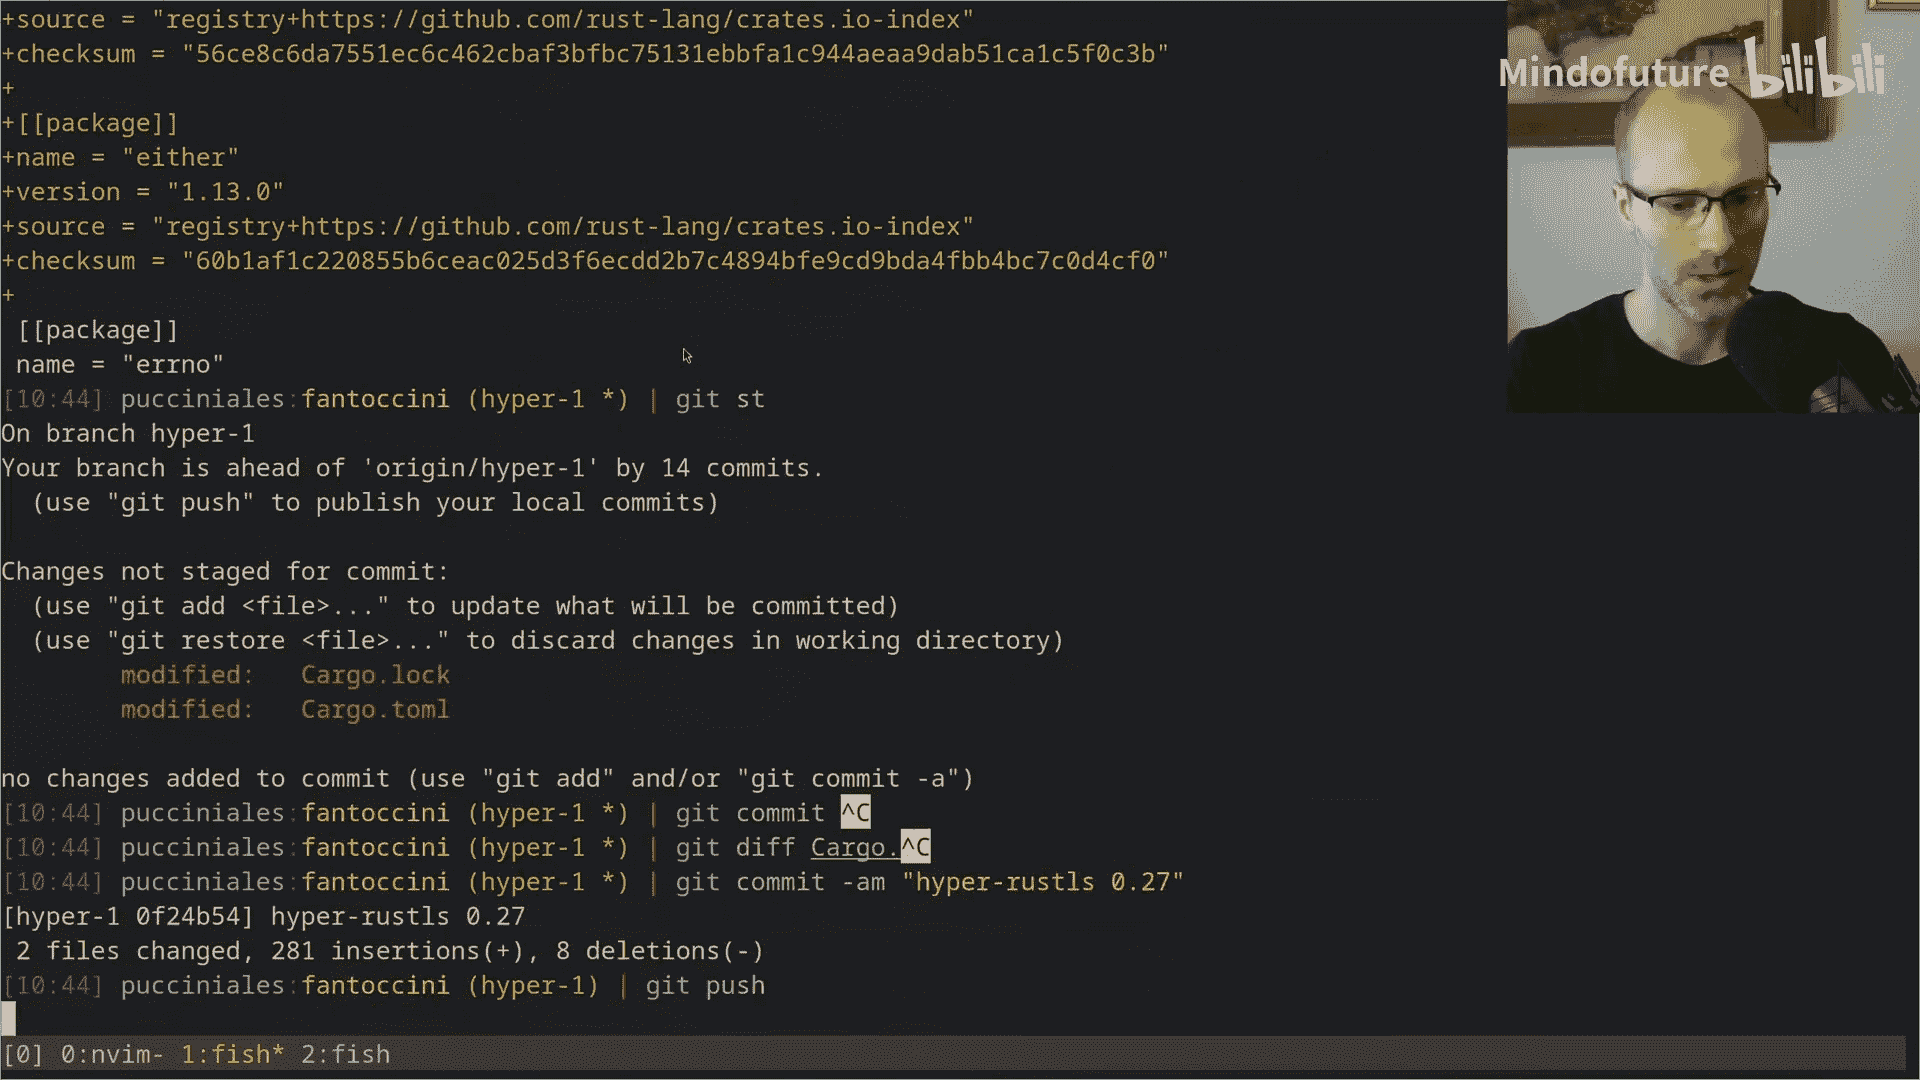 +source = "registry+https://github.com/rust-lang/crates.io-index"
+checksum = "56ce8c6da7551ec6c462cbaf3bfbc75131ebbfa1c944aeaa9dab51ca1c5f0c3b"
+
+[[package]]
+name = "either"
+version = "1.13.0"
+source = "registry+https://github.com/rust-lang/crates.io-index"
+checksum = "60b1af1c220855b6ceac025d3f6ecdd2b7c4894bfe9cd9bda4fbb4bc7c0d4cf0"
+
 [[package]]
 name = "errno"
[10:44] pucciniales:fantoccini (hyper-1 *) | git st
On branch hyper-1
Your branch is ahead of 'origin/hyper-1' by 14 commits.
  (use "git push" to publish your local commits)
Changes not staged for commit:
  (use "git add <file>..." to update what will be committed)
  (use "git restore <file>..." to discard changes in working directory)
        modified:   Cargo.lock
        modified:   Cargo.toml
no changes added to commit (use "git add" and/or "git commit -a")
[10:44] pucciniales:fantoccini (hyper-1 *) | git commit ^C
[10:44] pucciniales:fantoccini (hyper-1 *) | git diff Cargo.^C
[10:44] pucciniales:fantoccini (hyper-1 *) | git commit -am "hyper-rustls 0.27"
[hyper-1 0f24b54] hyper-rustls 0.27
 2 files changed, 281 insertions(+), 8 deletions(-)
[10:44] pucciniales:fantoccini (hyper-1) | git push
[0] 0:nvim- 1:fish* 2:fish
Mindofuture bilibili